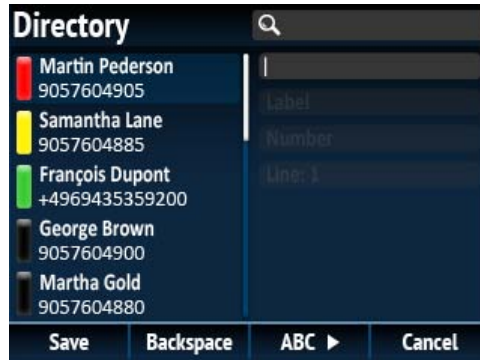 Directory
Martin Pederson
9057604905
Samantha Lane
9057604885
François Dupont
+4969435359200
George Brown
9057604900
Martha Gold
9057604880
Label
Number
Line: 1
Save
Backspace
ABC ▶
Cancel